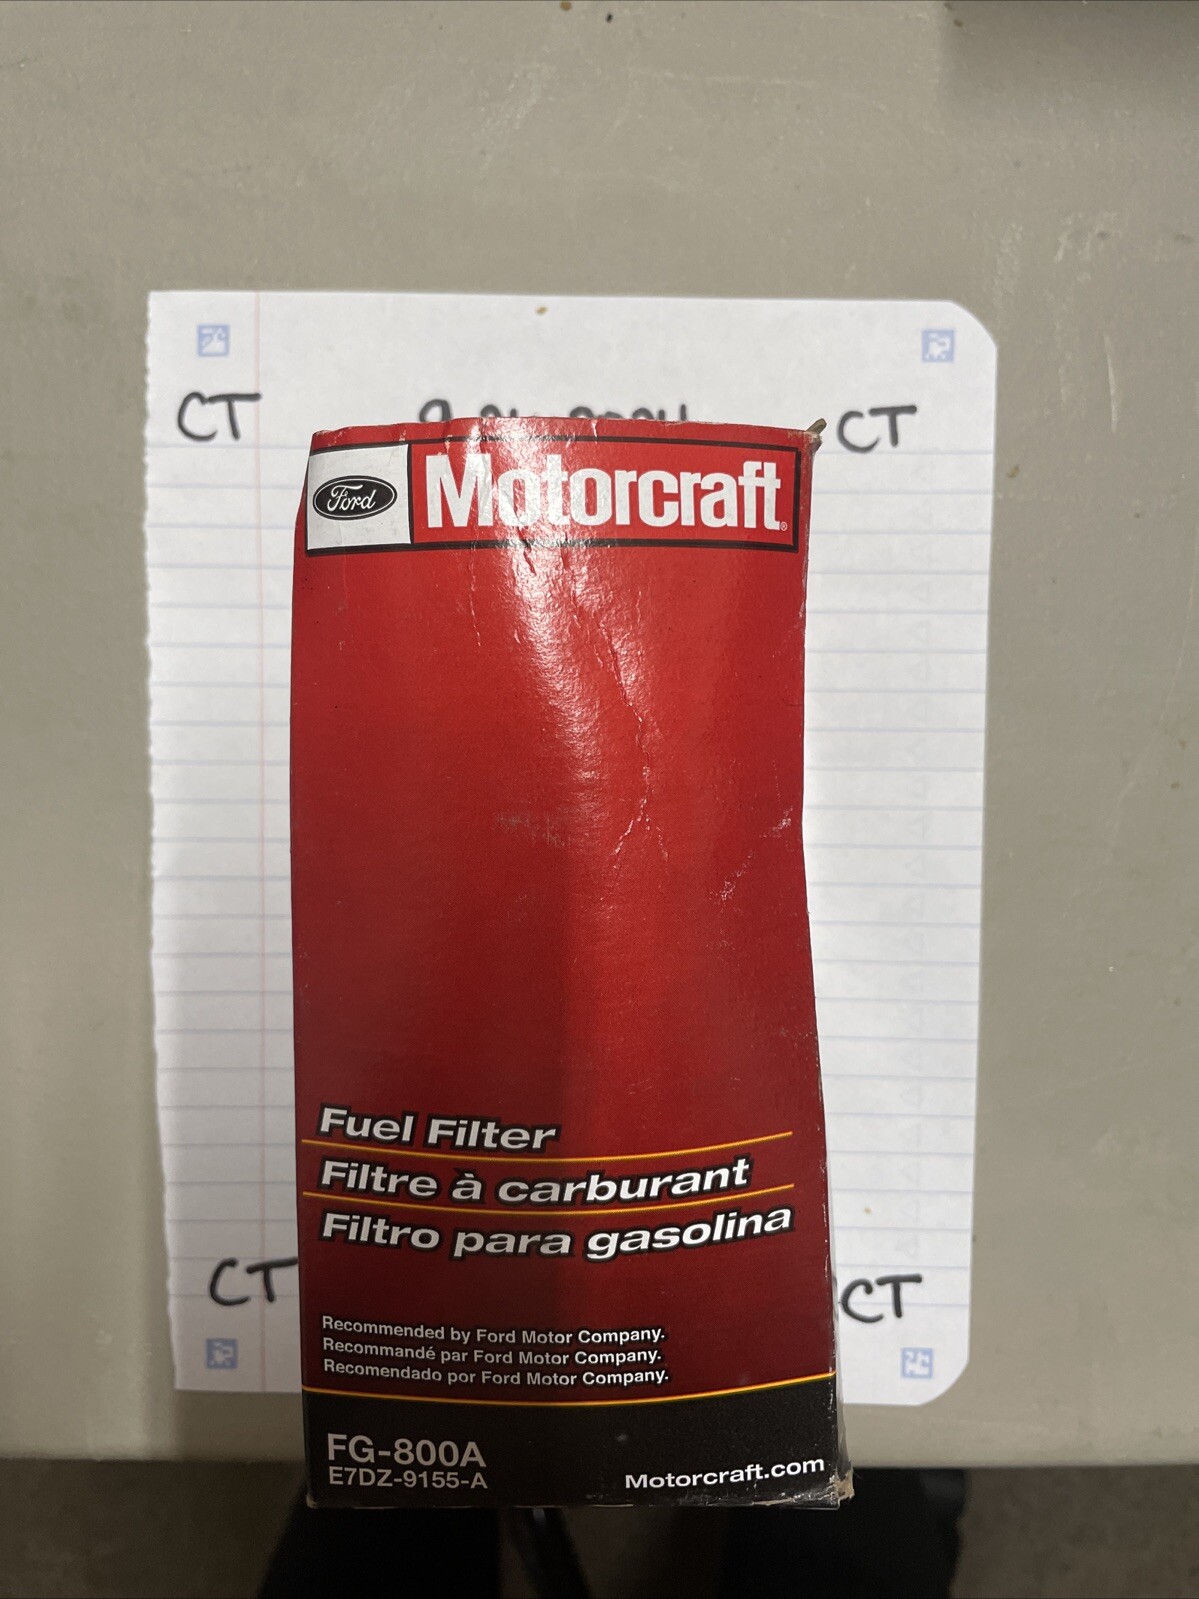 CT
CT
Ford
Motorcraft®
Fuel Filter
Filtre à carburant
Filtro para gasolina
CT
CT
Recommended by Ford Motor Company.
Recommandé par Ford Motor Company.
Recomendado por Ford Motor Company.
FG-800A
E7DZ-9155-A
Motorcraft.com